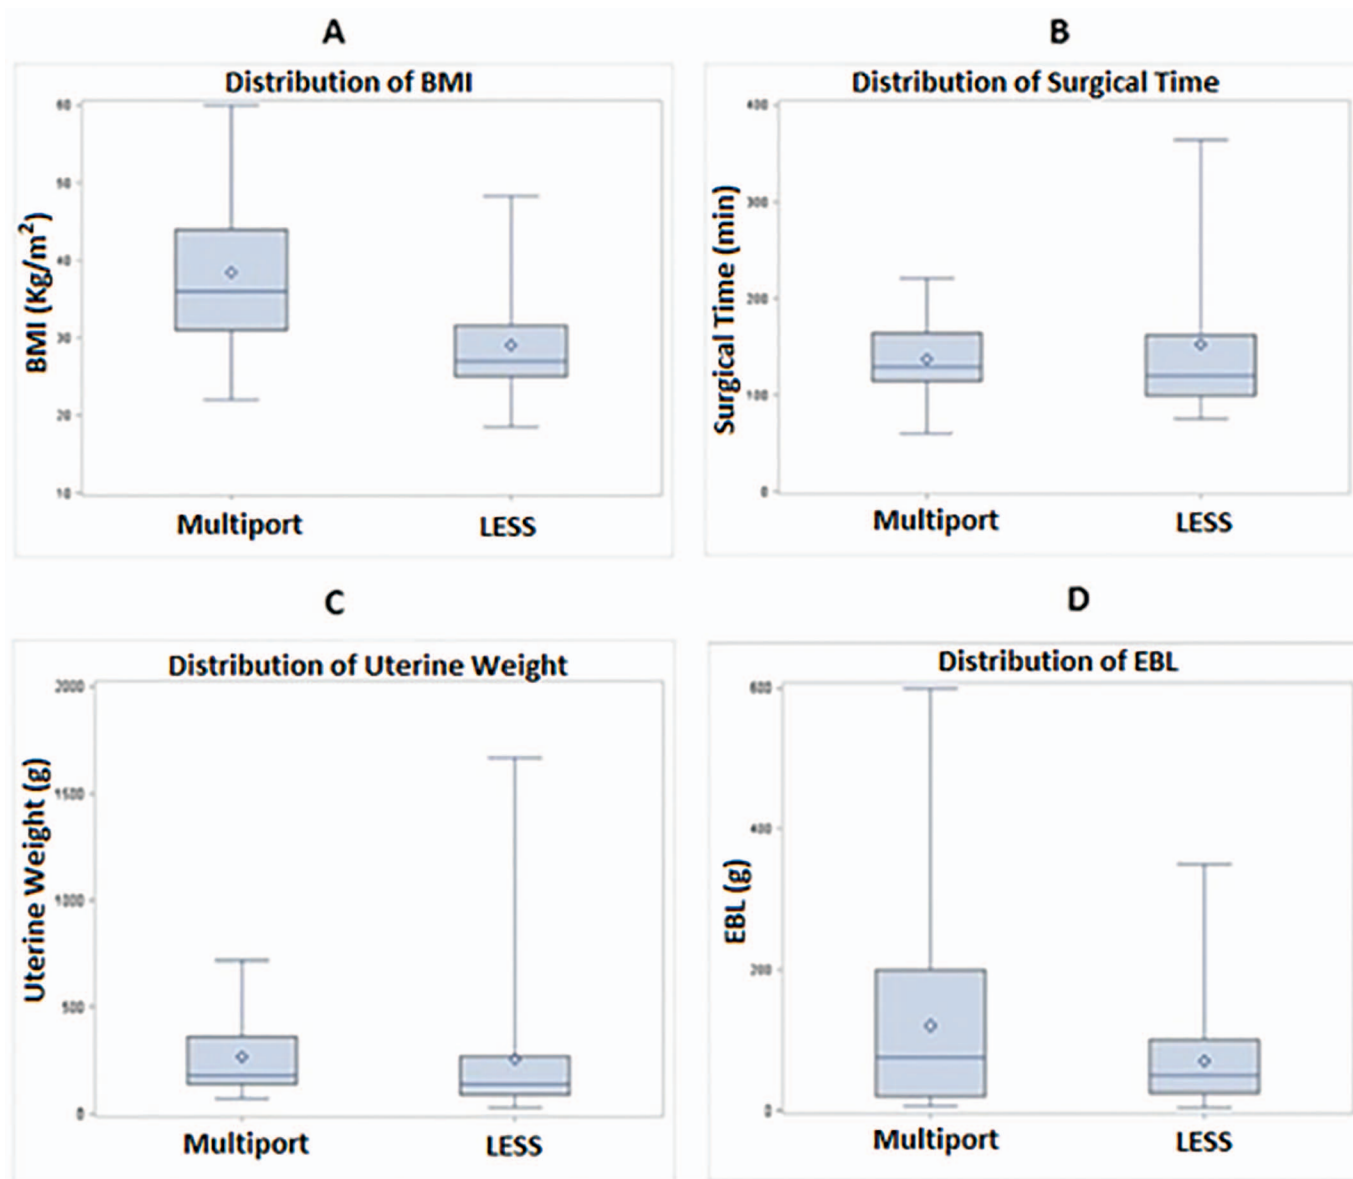 A
Distribution of BMI
BMI (Kg/m²)
60
50
40
30
20
10
Multiport
LESS
B
Distribution of Surgical Time
Surgical Time (min)
400
300
200
100
0
Multiport
LESS
C
Distribution of Uterine Weight
Uterine Weight (g)
2000
1500
1000
500
0
Multiport
LESS
D
Distribution of EBL
EBL (g)
600
400
200
0
Multiport
LESS